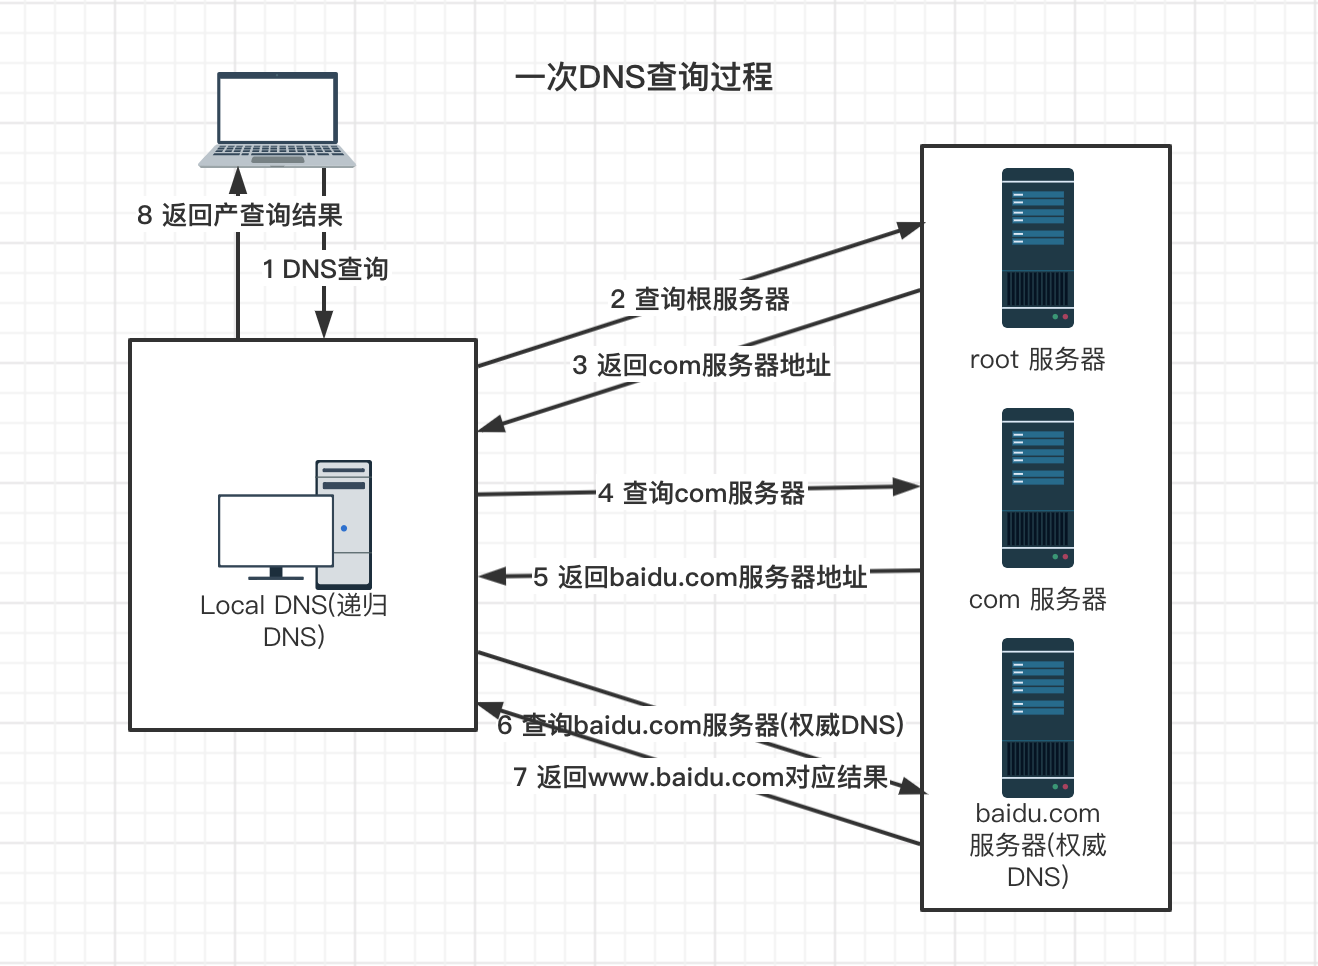 一次DNS查询过程
8 返回产查询结果
1 DNS查询
2 查询根服务器
3 返回com服务器地址
root 服务器
4 查询com服务器
5 返回baidu.com服务器地址
com 服务器
Local DNS(递归
DNS)
6 查询baidu.com服务器(权威DNS)
7 返回www.baidu.com对应结果
baidu.com
服务器(权威
DNS)